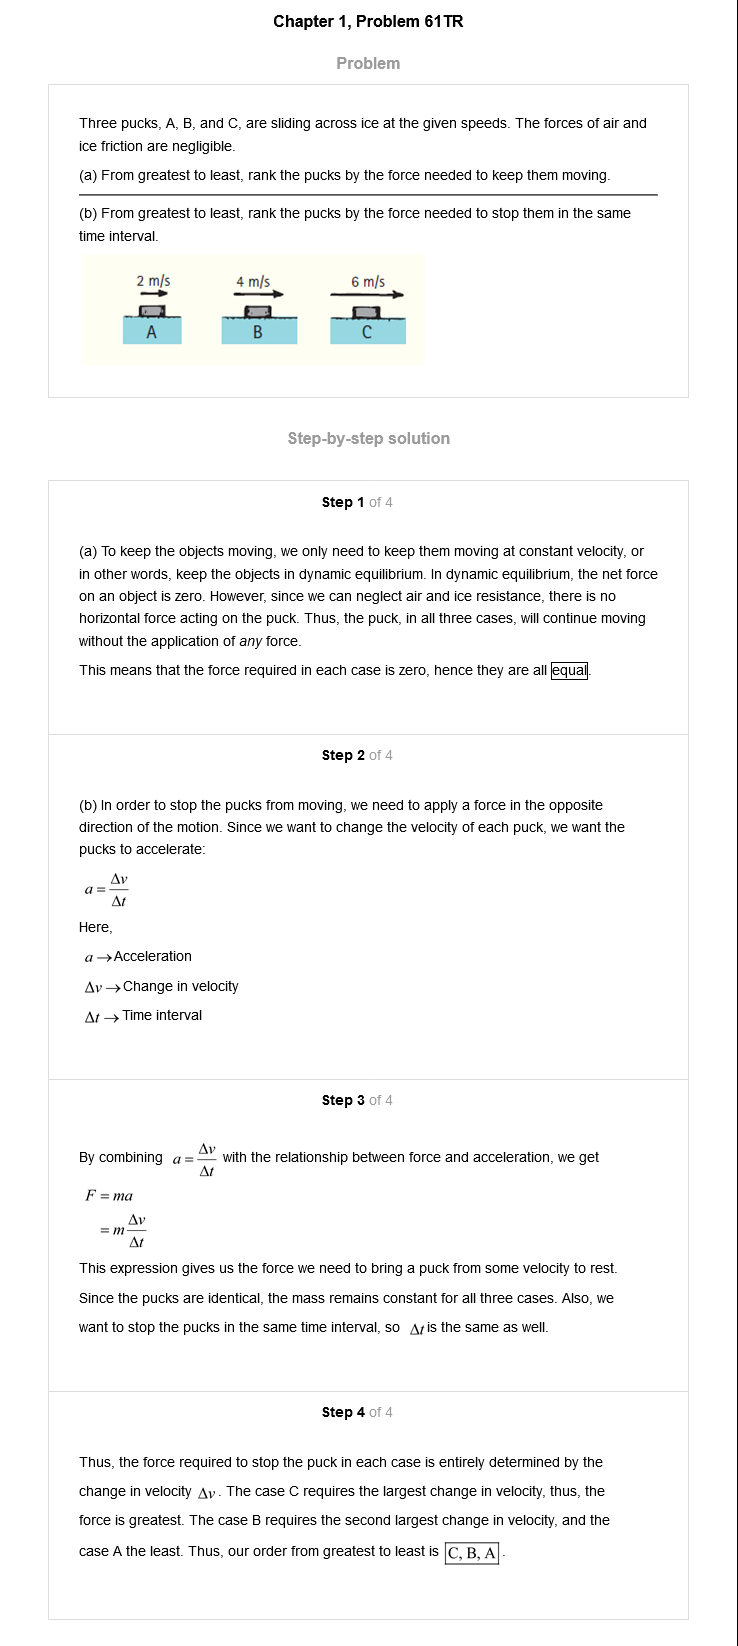 Chapter 1, Problem 61TR
Problem
Three pucks, A, B, and C, are sliding across ice at the given speeds. The forces of air and
ice friction are negligible.
(a) From greatest to least, rank the pucks by the force needed to keep them moving.
(b) From greatest to least, rank the pucks by the force needed to stop them in the same
time interval.
2 m/s 4 m/s 6 m/s
A B C
Step-by-step solution
Step 1 of 4
(a) To keep the objects moving, we only need to keep them moving at constant velocity, or
in other words, keep the objects in dynamic equilibrium. In dynamic equilibrium, the net force
on an object is zero. However, since we can neglect air and ice resistance, there is no
horizontal force acting on the puck. Thus, the puck, in all three cases, will continue moving
without the application of any force.
This means that the force required in each case is zero, hence they are all equal.
Step 2 of 4
(b) In order to stop the pucks from moving, we need to apply a force in the opposite
direction of the motion. Since we want to change the velocity of each puck, we want the
pucks to accelerate:
a = Δv/Δt
Here,
a → Acceleration
Δv → Change in velocity
Δt → Time interval
Step 3 of 4
By combining a = Δv/Δt with the relationship between force and acceleration, we get
F = ma
= m Δv/Δt
This expression gives us the force we need to bring a puck from some velocity to rest.
Since the pucks are identical, the mass remains constant for all three cases. Also, we
want to stop the pucks in the same time interval, so Δt is the same as well.
Step 4 of 4
Thus, the force required to stop the puck in each case is entirely determined by the
change in velocity Δv. The case C requires the largest change in velocity, thus, the
force is greatest. The case B requires the second largest change in velocity, and the
case A the least. Thus, our order from greatest to least is C, B, A.